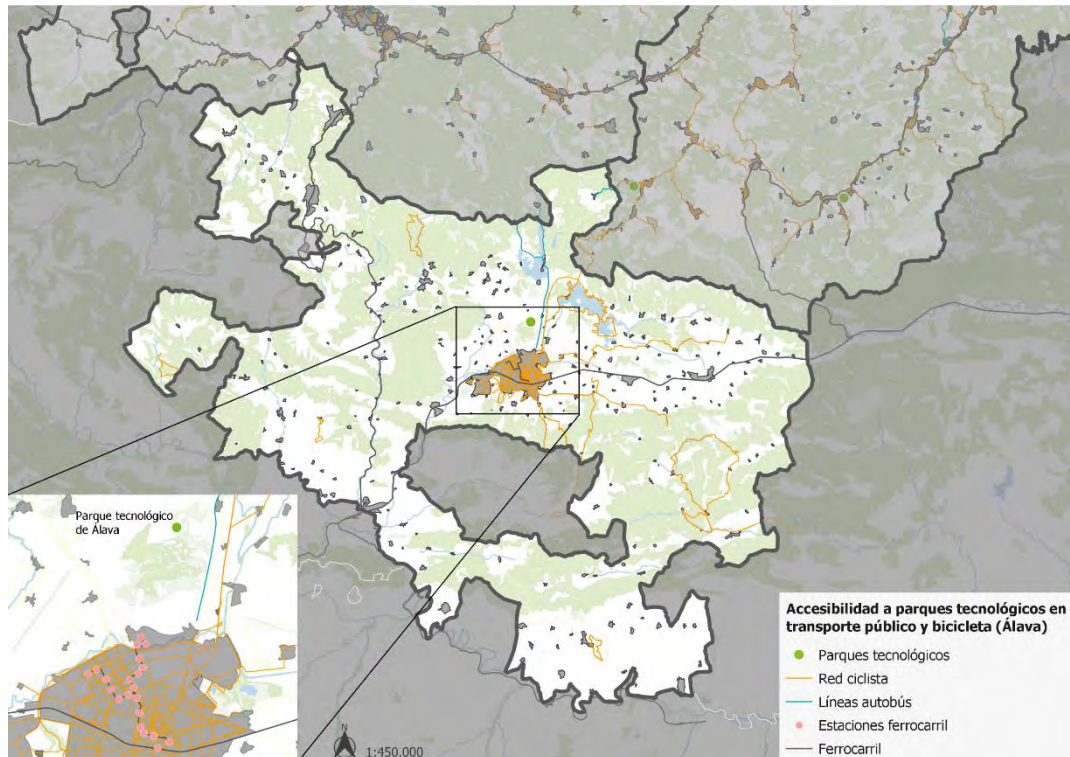 Parque tecnológico
de Álava
N
1:450.000
Accesibilidad a parques tecnológicos en
transporte público y bicicleta (Álava)
Parques tecnológicos
Red ciclista
Líneas autobús
Estaciones ferrocarril
Ferrocarril